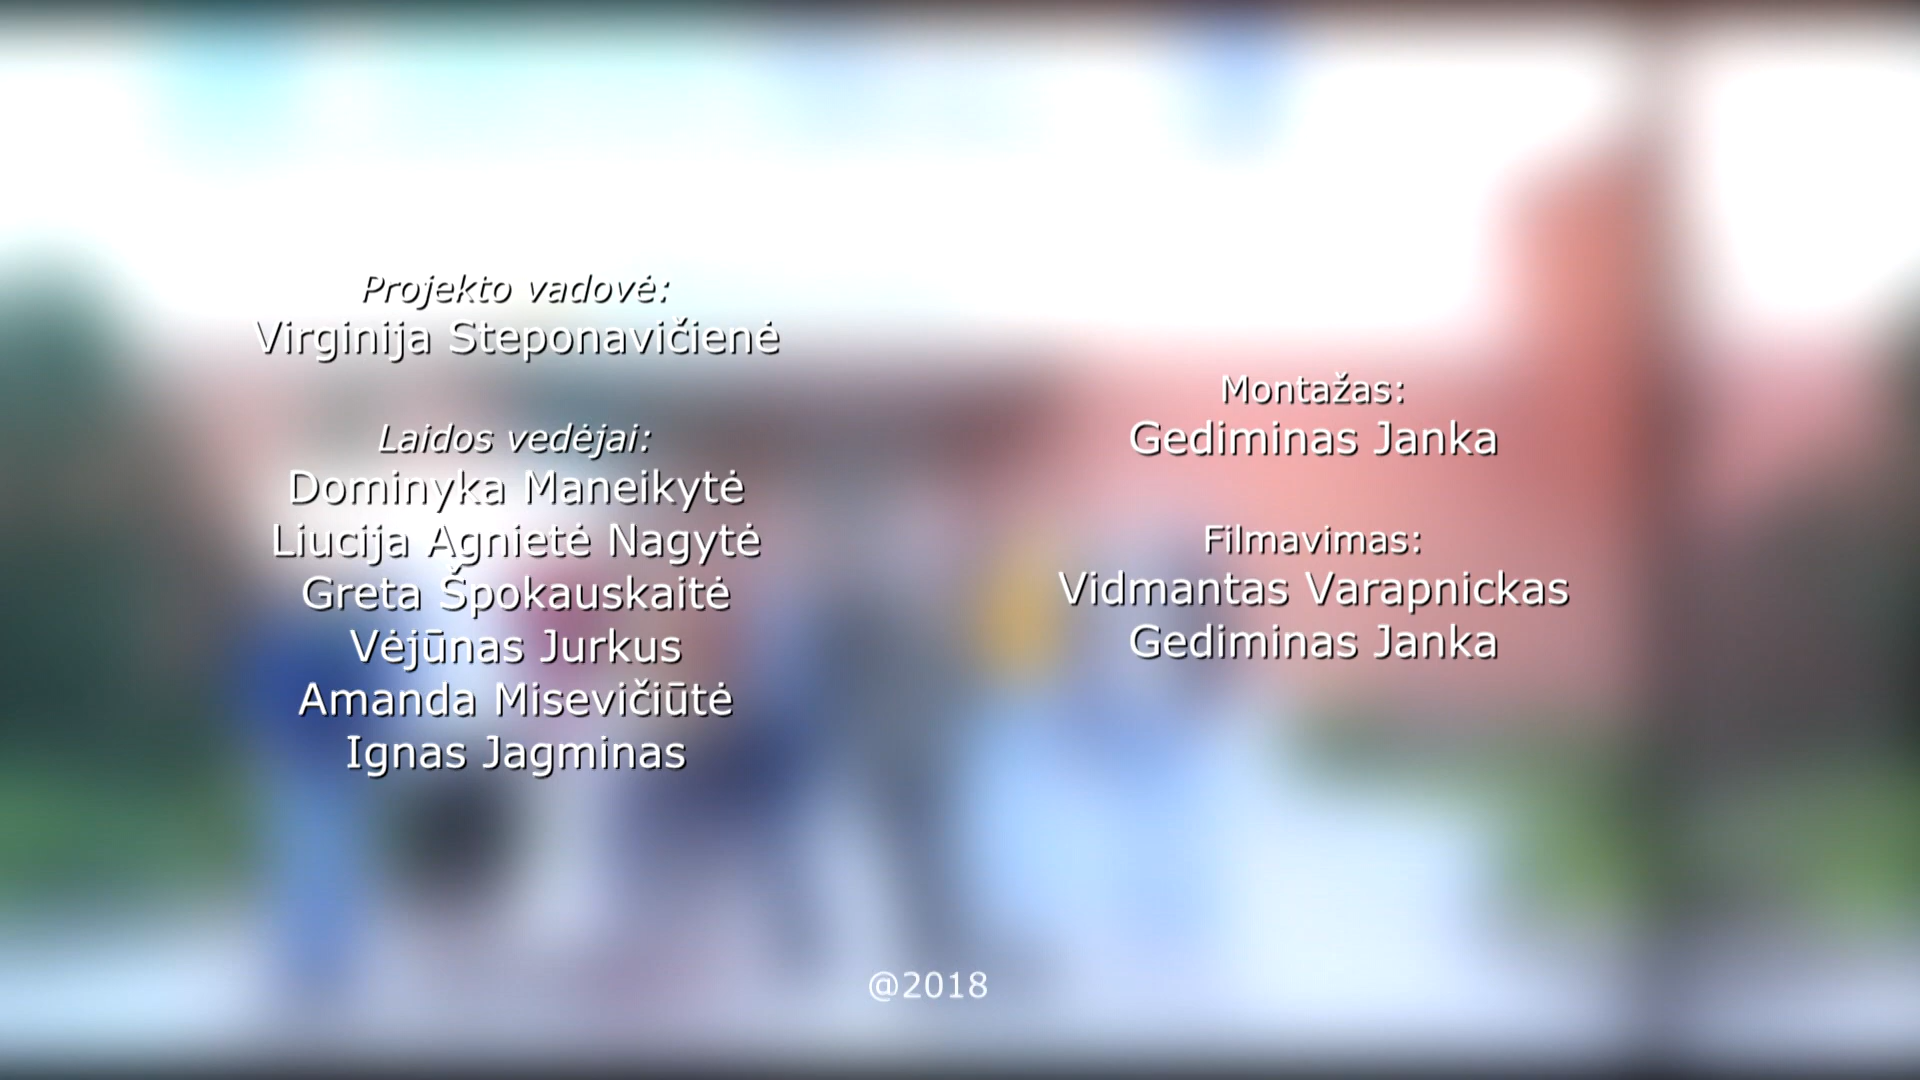 Projekto vadovė:
Virginija Steponavičienė
Laidos vedėjai:
Dominyka Maneikytė
Liucija Agnietė Nagytė
Greta Špokauskaitė
Vėjūnas Jurkus
Amanda Misevičiūtė
Ignas Jagminas
Montažas:
Gediminas Janka
Filmavimas:
Vidmantas Varapnickas
Gediminas Janka
@2018